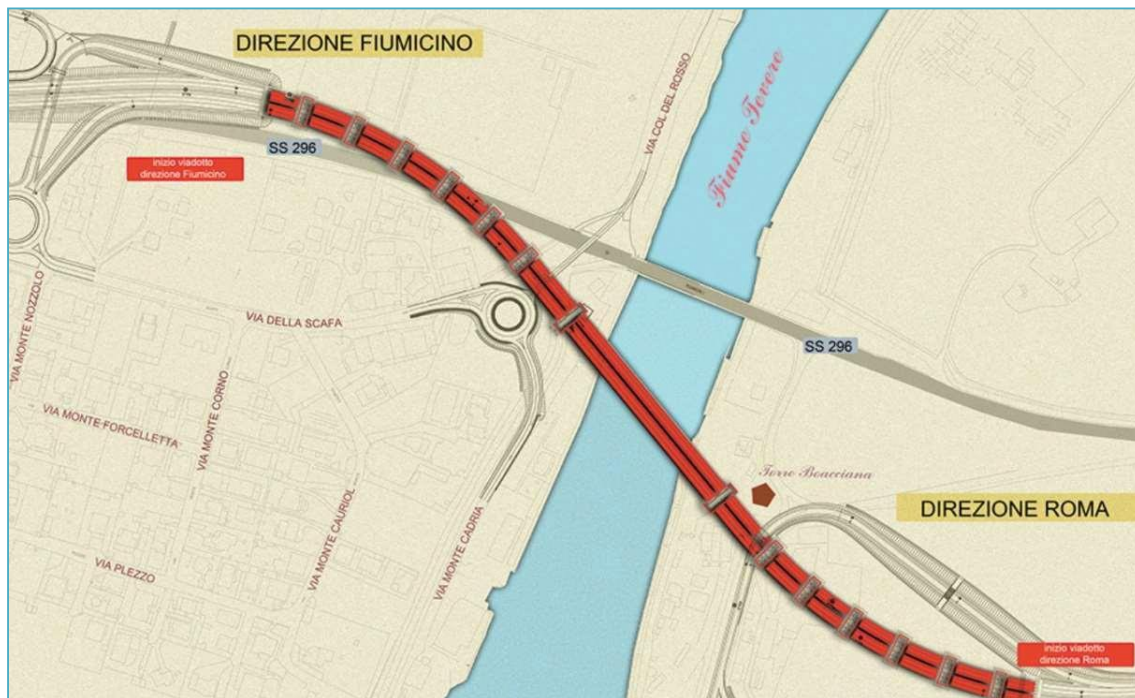 DIREZIONE FIUMICINO
Fiume Tevere
VIA COL DEL ROSSO
SS 296
inizio viadotto
direzione Fiumicino
VIA MONTE NOZZOLO
VIA DELLA SCAFA
SS 296
VIA MONTE FORCELLETTA
VIA MONTE CORNO
VIA MONTE CAURIOL
VIA MONTE CADRIA
VIA PLEZZO
Torre Boacciana
DIREZIONE ROMA
inizio viadotto
direzione Roma